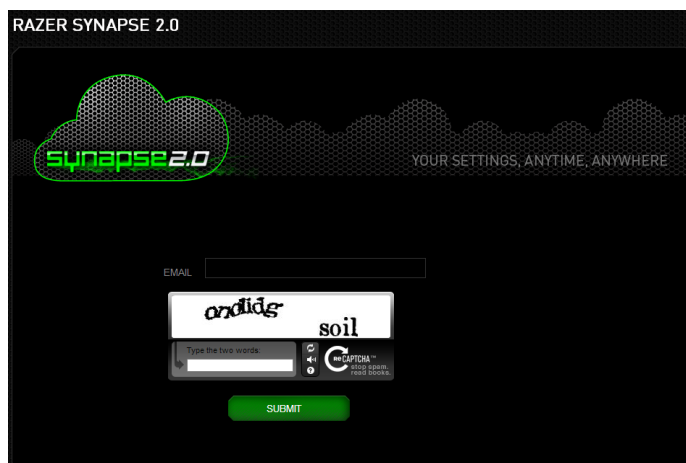 RAZER SYNAPSE 2.0
synapse2.0
YOUR SETTINGS, ANYTIME, ANYWHERE
EMAIL
soil
Type the two words:
reCAPTCHA™
stop spam.
read books.
SUBMIT